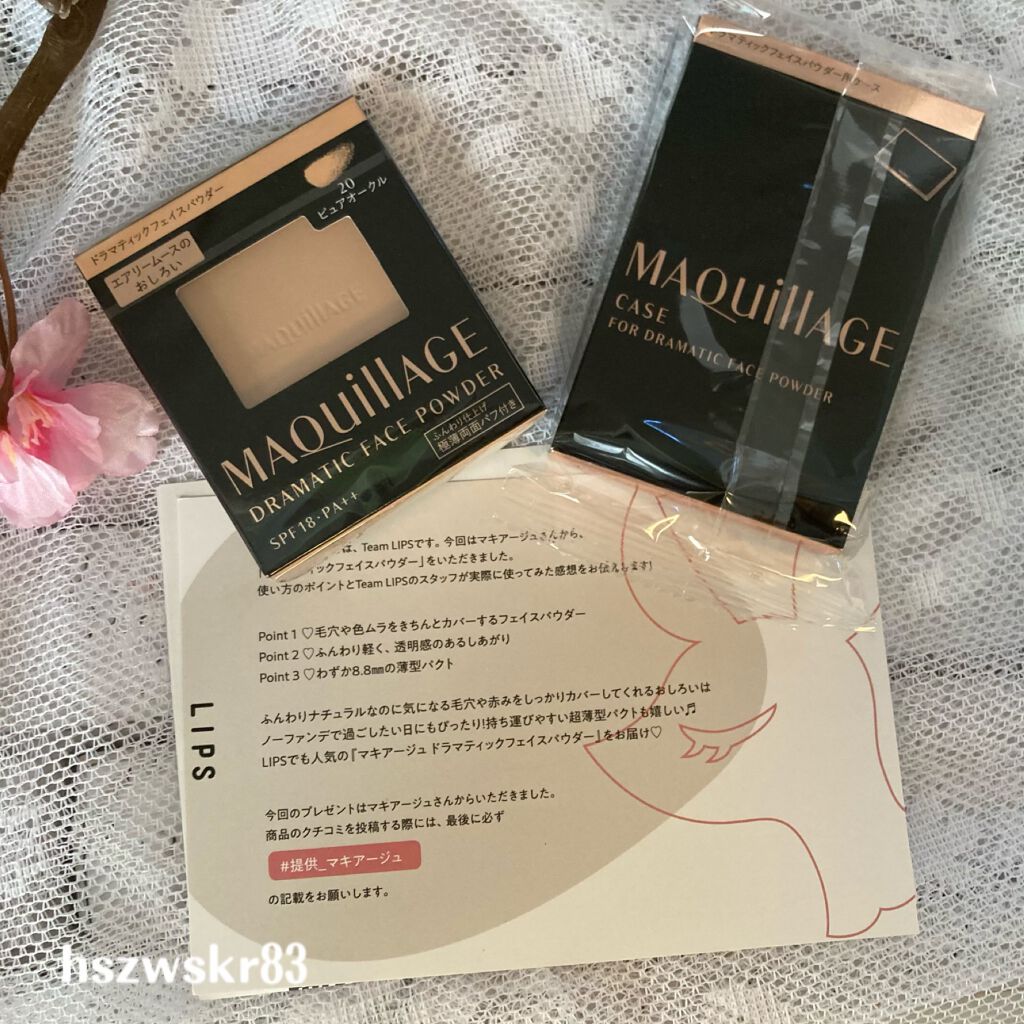 ドラマティックフェイスパウダー
エアリームースの
おしろい
20
ピュアオークル
MAQuillAGE
MAQuillAGE
DRAMATIC FACE POWDER
ふんわり仕上げ
極薄両面パフ付き
SPF18・PA++
ドラマティックフェイスパウダー用ケース
MAQuillAGE
CASE
FOR DRAMATIC FACE POWDER
は、Team LIPSです。今回はマキアージュさんから、
ティックフェイスパウダー」をいただきました。
使い方のポイントとTeam LIPSのスタッフが実際に使ってみた感想をお伝えします!
Point 1 ♡毛穴や色ムラをきちんとカバーするフェイスパウダー
Point 2 ♡ふんわり軽く、透明感のあるしあがり
Point 3 ♡わずか8.8㎜の薄型パクト
ふんわりナチュラルなのに気になる毛穴や赤みをしっかりカバーしてくれるおしろいは
ノーファンデで過ごしたい日にもぴったり!持ち運びやすい超薄型パクトも嬉しい♬
LIPSでも人気の『マキアージュ ドラマティックフェイスパウダー』をお届け♡
LIPS
今回のプレゼントはマキアージュさんからいただきました。
商品のクチコミを投稿する際には、最後に必ず
#提供_マキアージュ
の記載をお願いします。
hszwskr83